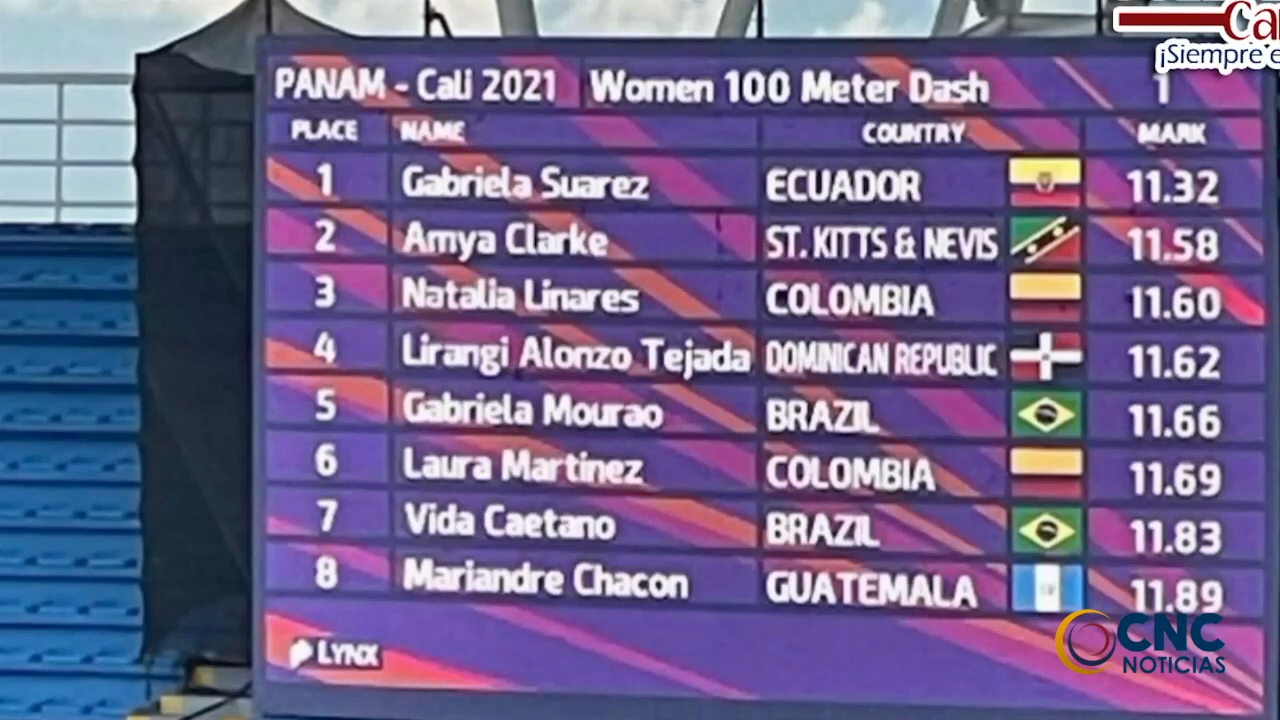 Ca
¡Siempre e
PANAM - Cali 2021 Women 100 Meter Dash 1
PLACE NAME COUNTRY MARK
1 Gabriela Suarez ECUADOR 11.32
2 Amya Clarke ST. KITTS & NEVIS 11.58
3 Natalia Linares COLOMBIA 11.60
4 Lirangi Alonzo Tejada DOMINICAN REPUBLIC 11.62
5 Gabriela Mourao BRAZIL 11.66
6 Laura Martinez COLOMBIA 11.69
7 Vida Caetano BRAZIL 11.83
8 Mariandre Chacon GUATEMALA 11.89
LYNX
CNC
NOTICIAS